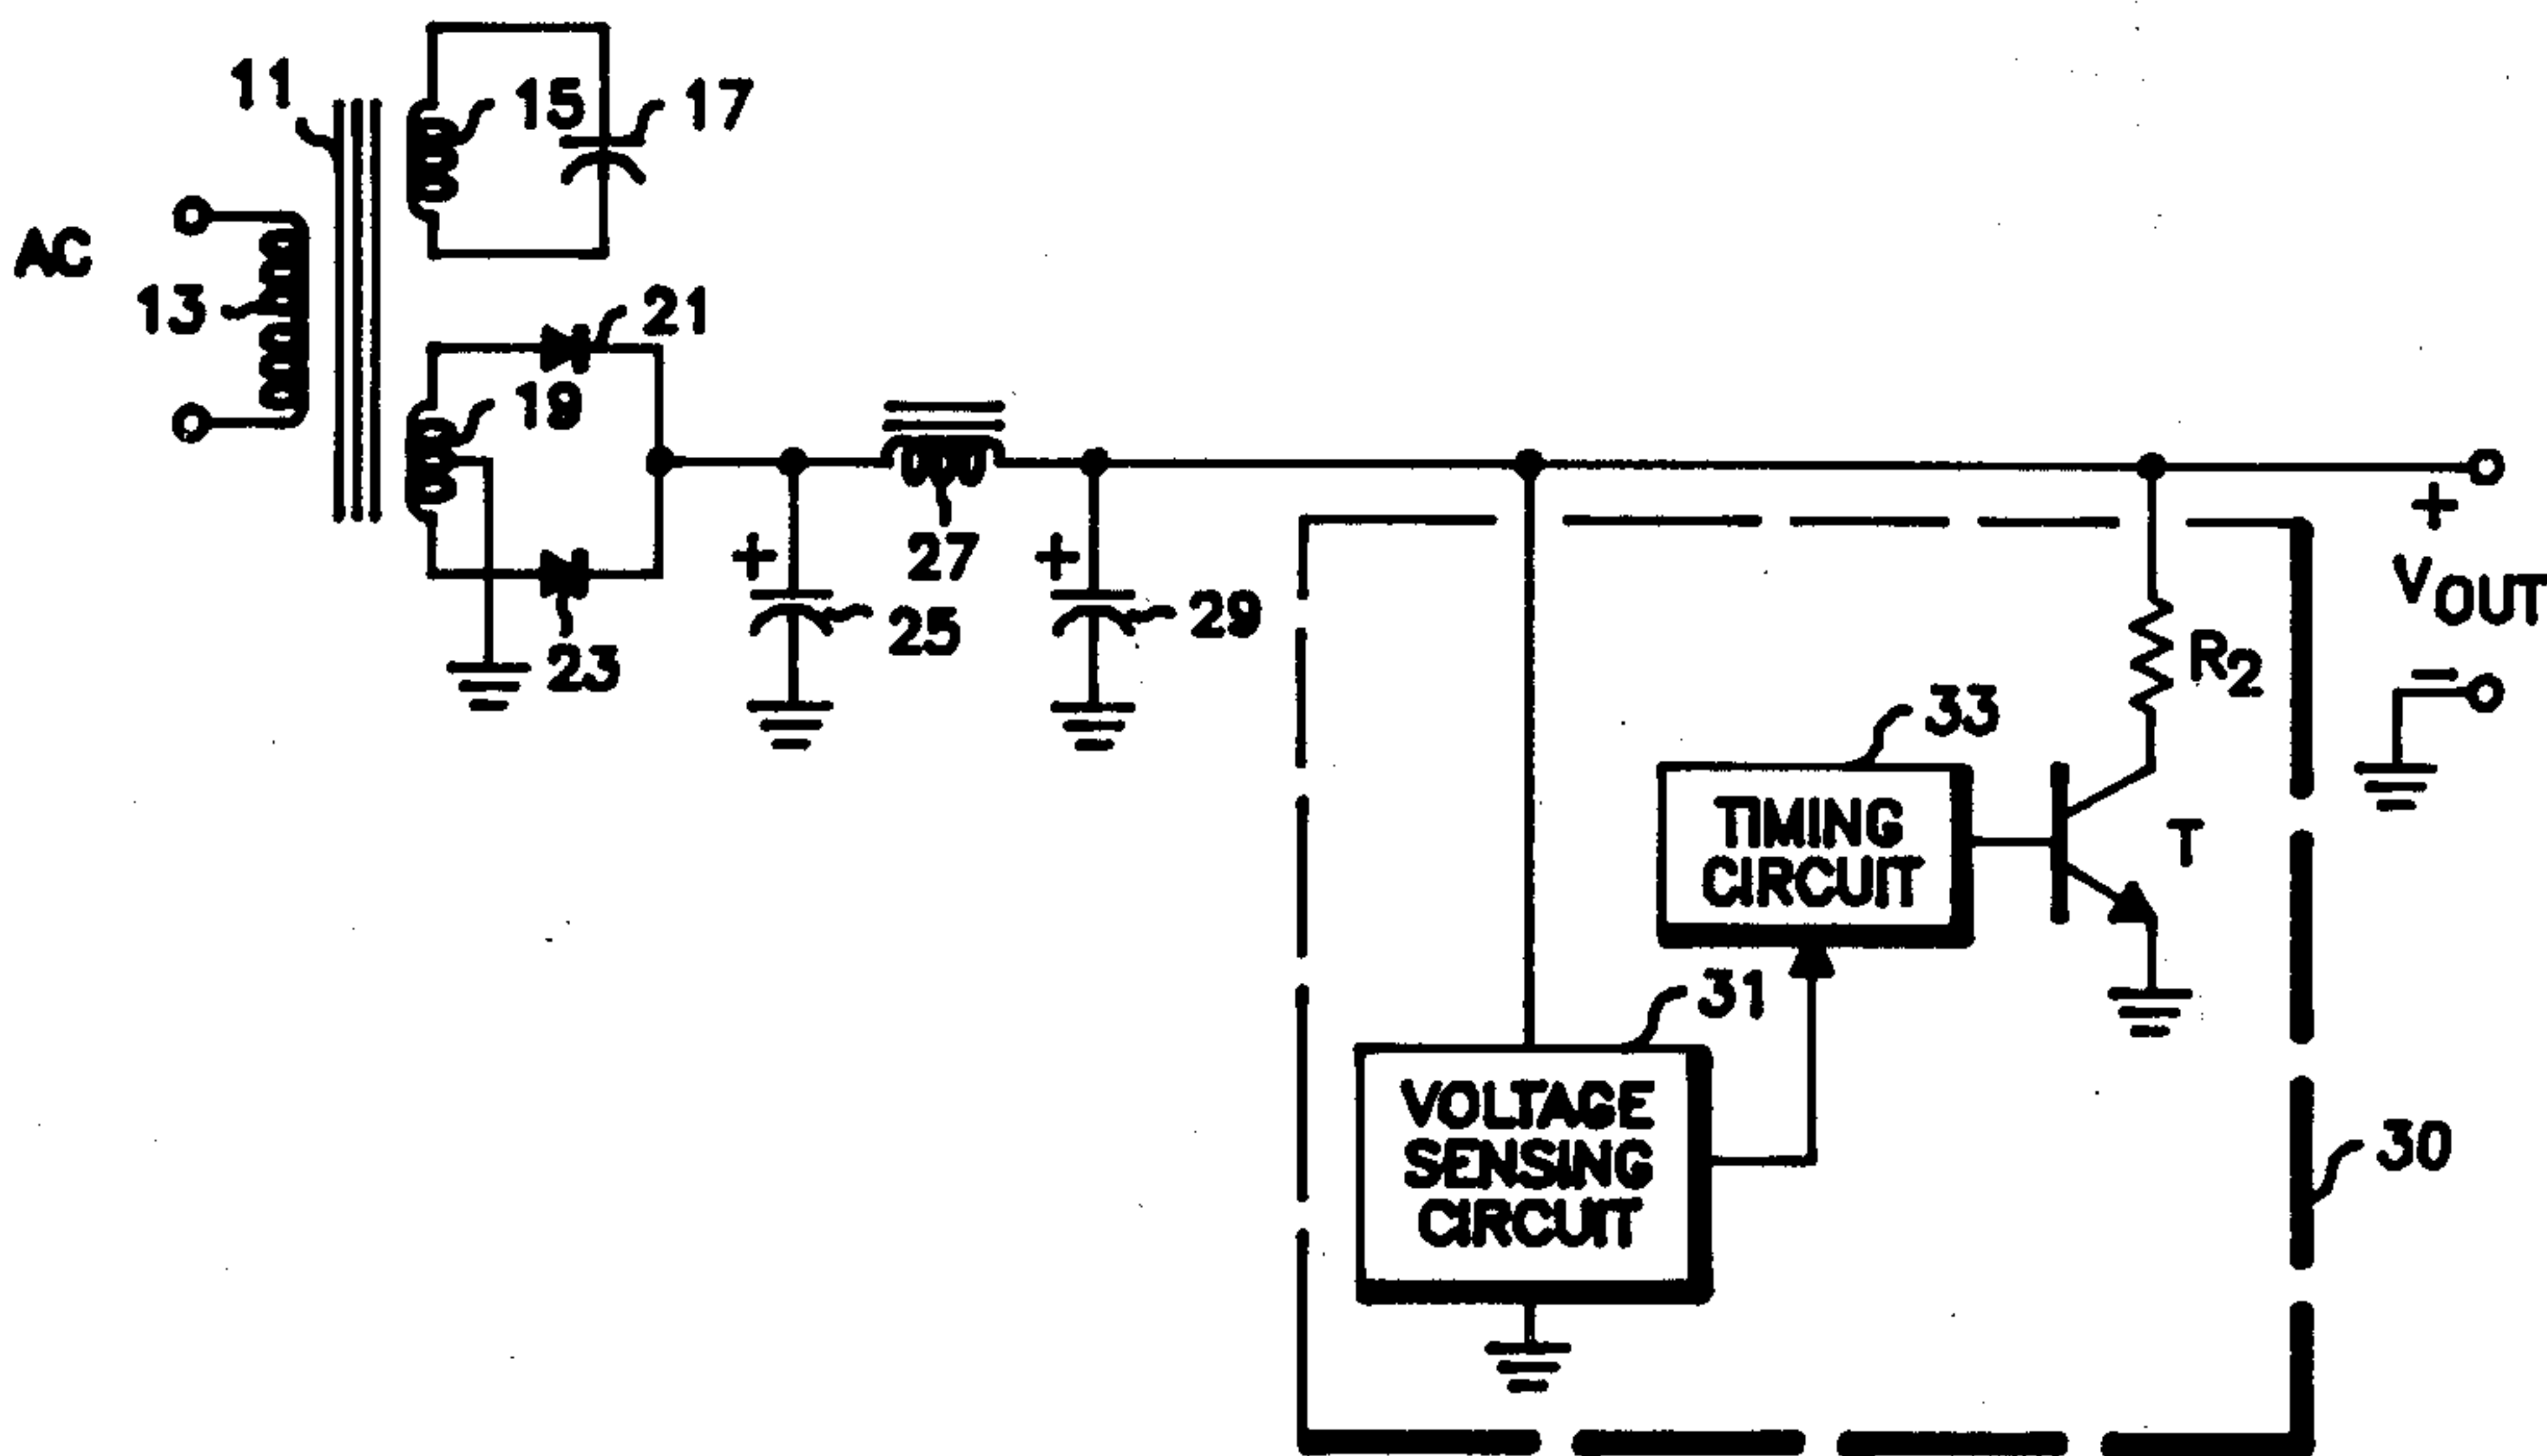 11
15
17
AC
13
21
19
27
+
+
25
29
23
+
VOUT
R2
−
33
TIMING
CIRCUIT
T
31
VOLTAGE
SENSING
CIRCUIT
30